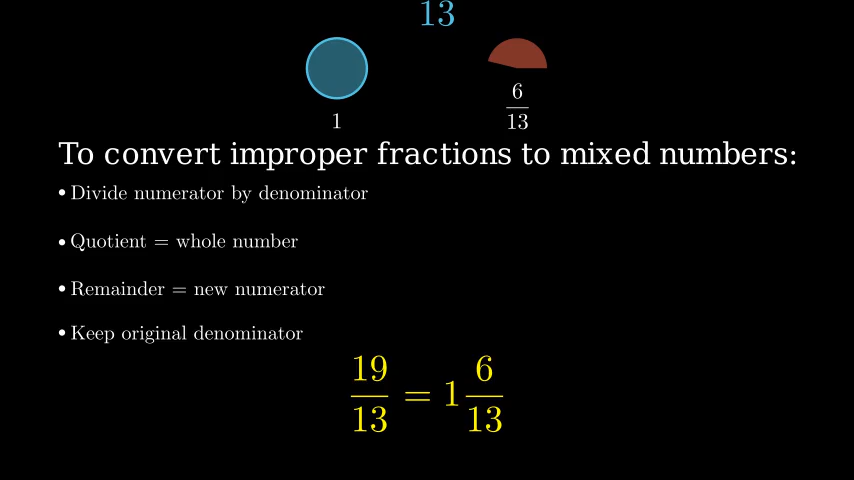 13
1
6
13
To convert improper fractions to mixed numbers:
• Divide numerator by denominator
• Quotient = whole number
• Remainder = new numerator
• Keep original denominator
19/13 = 1 6/13